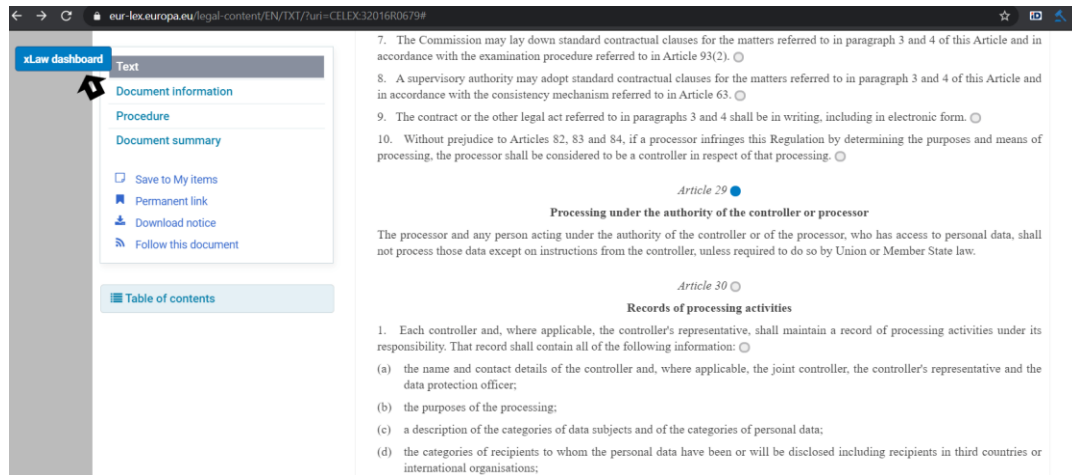 eur-lex.europa.eu/legal-content/EN/TXT/?uri=CELEX:32016R0679#
xLaw dashboard
Text
Document information
Procedure
Document summary
Save to My items
Permanent link
Download notice
Follow this document
Table of contents
7. The Commission may lay down standard contractual clauses for the matters referred to in paragraph 3 and 4 of this Article and in
accordance with the examination procedure referred to in Article 93(2).
8. A supervisory authority may adopt standard contractual clauses for the matters referred to in paragraph 3 and 4 of this Article and
in accordance with the consistency mechanism referred to in Article 63.
9. The contract or the other legal act referred to in paragraphs 3 and 4 shall be in writing, including in electronic form.
10. Without prejudice to Articles 82, 83 and 84, if a processor infringes this Regulation by determining the purposes and means of
processing, the processor shall be considered to be a controller in respect of that processing.
Article 29
Processing under the authority of the controller or processor
The processor and any person acting under the authority of the controller or of the processor, who has access to personal data, shall
not process those data except on instructions from the controller, unless required to do so by Union or Member State law.
Article 30
Records of processing activities
1. Each controller and, where applicable, the controller's representative, shall maintain a record of processing activities under its
responsibility. That record shall contain all of the following information:
(a) the name and contact details of the controller and, where applicable, the joint controller, the controller's representative and the
data protection officer;
(b) the purposes of the processing;
(c) a description of the categories of data subjects and of the categories of personal data;
(d) the categories of recipients to whom the personal data have been or will be disclosed including recipients in third countries or
international organisations;